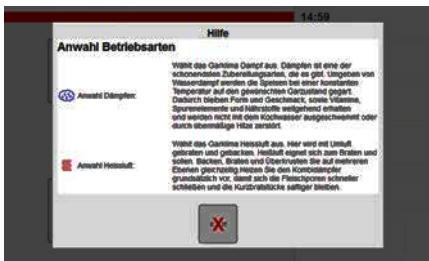 14:59
Hilfe
Anwahl Betriebsarten
Wählt das Garklima Dampf aus. Dämpfen ist eine der
schonendsten Zubereitungsarten, die es gibt. Umgeben von
Wasserdampf werden die Speisen bei einer konstanten
Anwahl Dämpfen:
Temperatur auf den gewünschten Garzustand gegart.
Dadurch bleiben Form und Geschmack, sowie Vitamine,
Spurenelemente und Nährstoffe weitgehend erhalten
und werden nicht mit dem Kochwasser ausgeschwemmt oder
durch übermäßige Hitze zerstört.
Wählt das Garklima Heissluft aus. Hier wird mit Umluft
gebraten und gebacken. Heißluft eignet sich zum Braten und
Anwahl Heissluft:
solien. Backen, Braten und Überkrusten Sie auf mehreren
Ebenen gleichzeitig.Heizen Sie den Kombidämpfer
grundsätzlich vor, damit sich die Fleischporen schneller
schließen und die Kurzbratstücke saftiger bleiben.